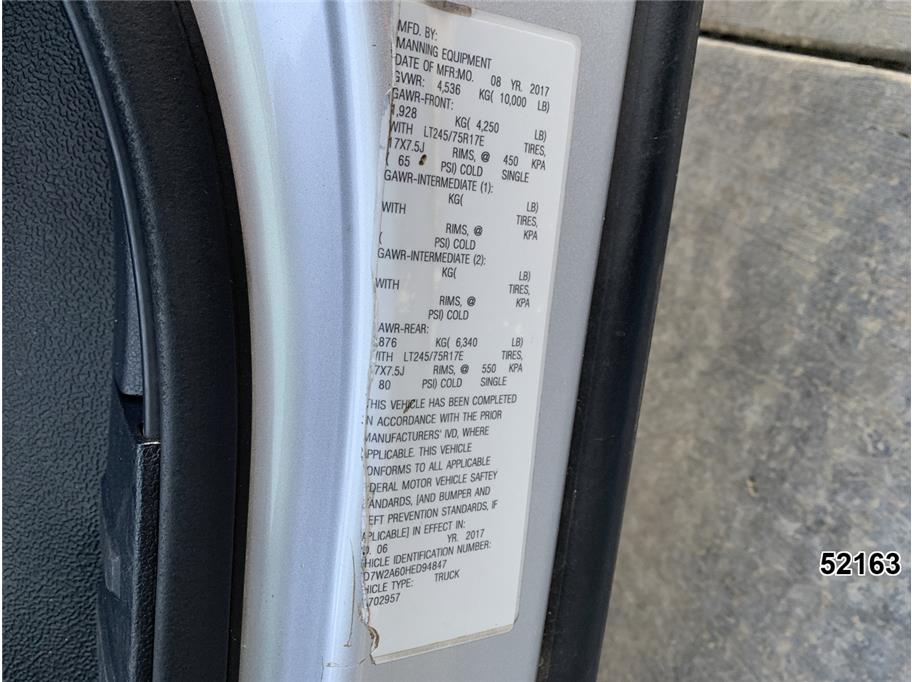 MFD. BY:
MANNING EQUIPMENT
DATE OF MFR:MO. 08 YR. 2017
GVWR: 4,536 KG( 10,000 LB)
GAWR-FRONT:
1,928 KG( 4,250 LB)
WITH LT245/75R17E TIRES,
17X7.5J RIMS, @ 450 KPA
( 65 PSI) COLD SINGLE
GAWR-INTERMEDIATE (1):
KG( LB)
WITH TIRES,
RIMS, @ KPA
( PSI) COLD
GAWR-INTERMEDIATE (2):
KG( LB)
WITH TIRES,
RIMS, @ KPA
PSI) COLD
AWR-REAR:
,876 KG( 6,340 LB)
WITH LT245/75R17E TIRES,
7X7.5J RIMS, @ 550 KPA
80 PSI) COLD SINGLE
THIS VEHICLE HAS BEEN COMPLETED
IN ACCORDANCE WITH THE PRIOR
MANUFACTURERS' IVD, WHERE
APPLICABLE. THIS VEHICLE
CONFORMS TO ALL APPLICABLE
EDERAL MOTOR VEHICLE SAFTEY
TANDARDS, [AND BUMPER AND
EFT PREVENTION STANDARDS, IF
APPLICABLE] IN EFFECT IN:
O. 06 YR. 2017
EHICLE IDENTIFICATION NUMBER:
D7W2A60HED94847
HICLE TYPE: TRUCK
702957
52163